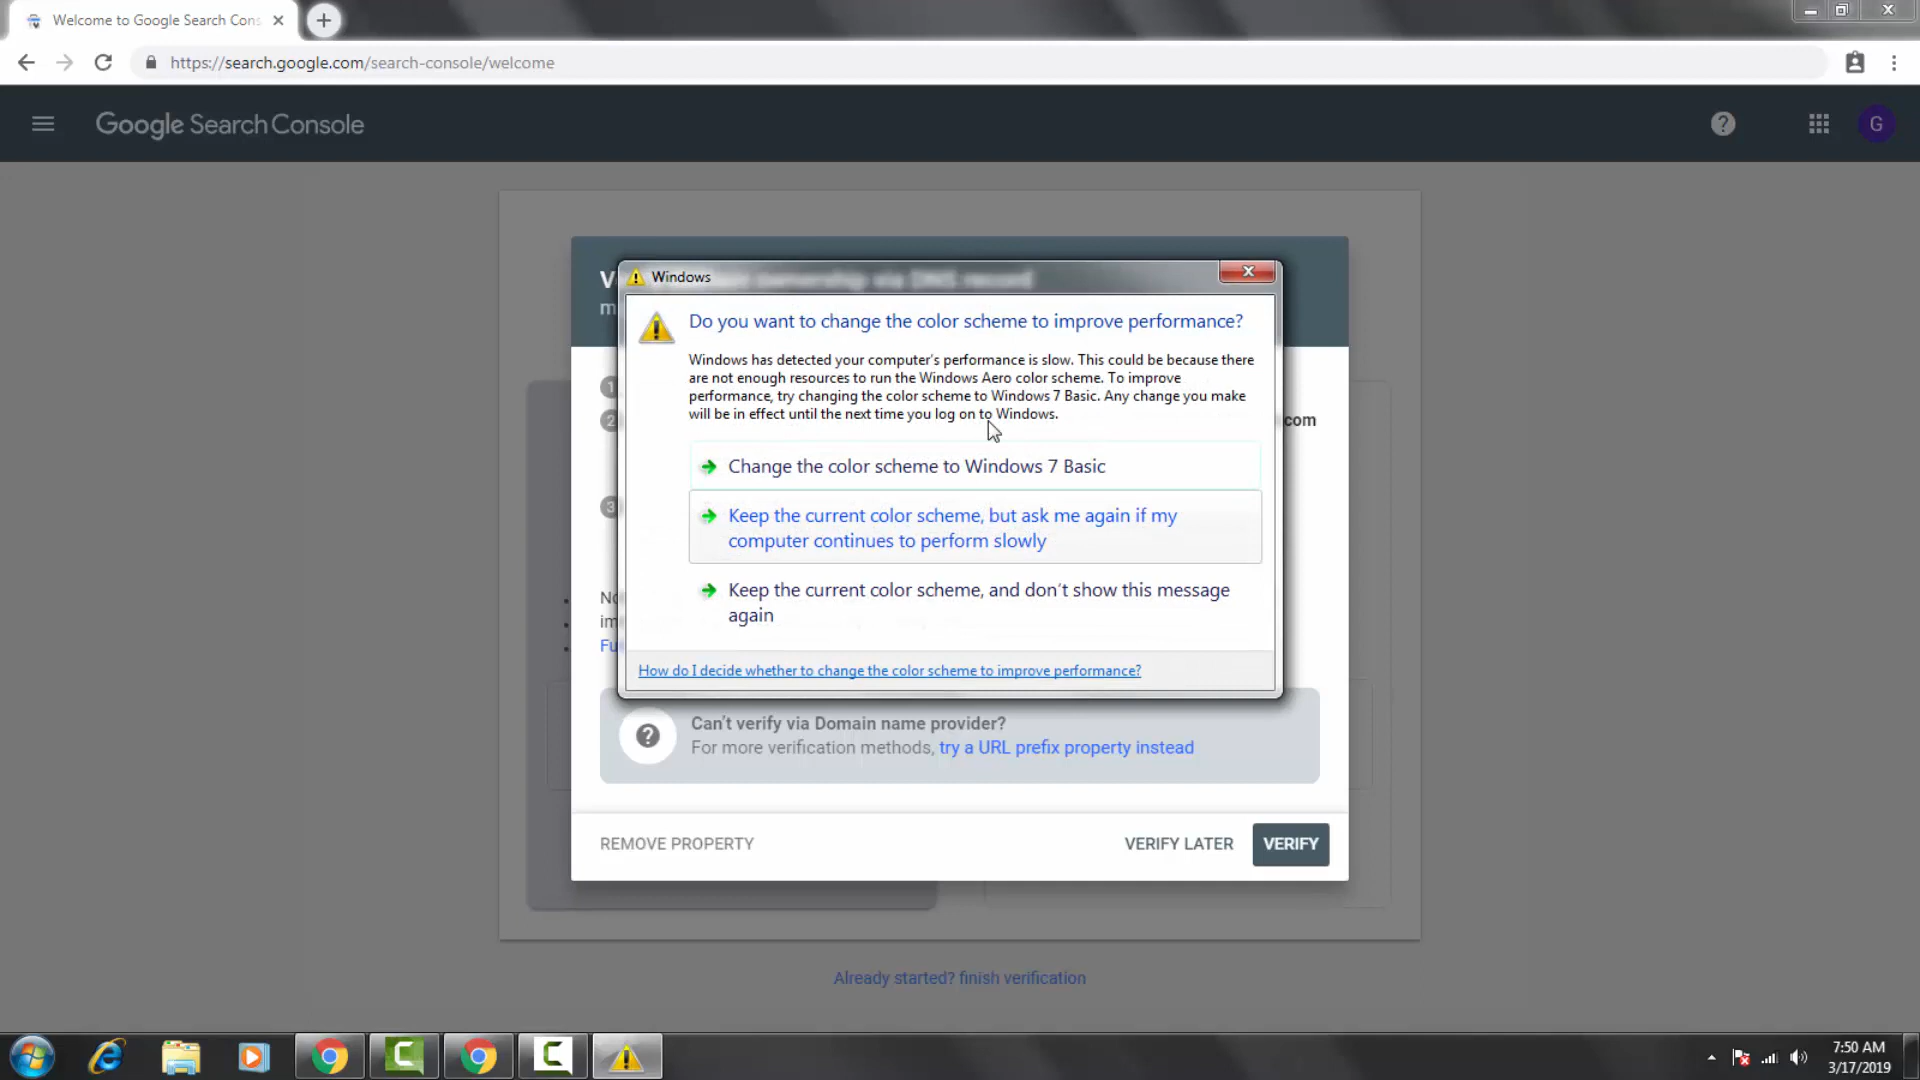 Welcome to Google Search Cons
https://search.google.com/search-console/welcome
Google Search Console
G
Windows
ownership via DNS record
Do you want to change the color scheme to improve performance?
Windows has detected your computer's performance is slow. This could be because there
are not enough resources to run the Windows Aero color scheme. To improve
performance, try changing the color scheme to Windows 7 Basic. Any change you make
will be in effect until the next time you log on to Windows.
1
2
com
Change the color scheme to Windows 7 Basic
3
Keep the current color scheme, but ask me again if my
computer continues to perform slowly
Keep the current color scheme, and don't show this message
again
How do I decide whether to change the color scheme to improve performance?
Can't verify via Domain name provider?
For more verification methods, try a URL prefix property instead
REMOVE PROPERTY
VERIFY LATER
VERIFY
Already started? finish verification
7:50 AM
3/17/2019